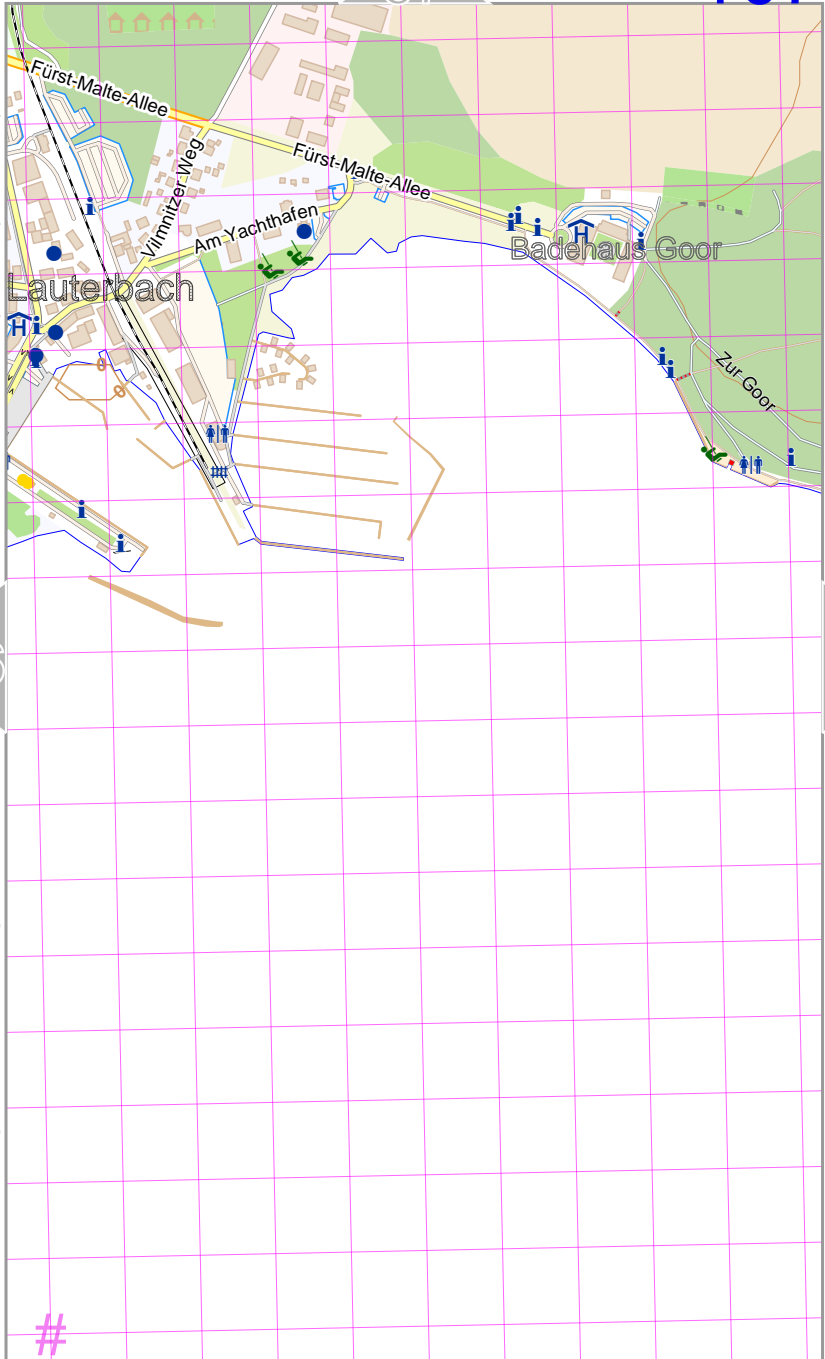 Fürst-Malte-Allee
Fürst-Malte-Allee
Vilmnitzer Weg
Am Yachthafen
Badehaus Goor
Lauterbach
Zur Goor
H
H
i
i
i
i
i
i
i
i
i
i
i
i
#